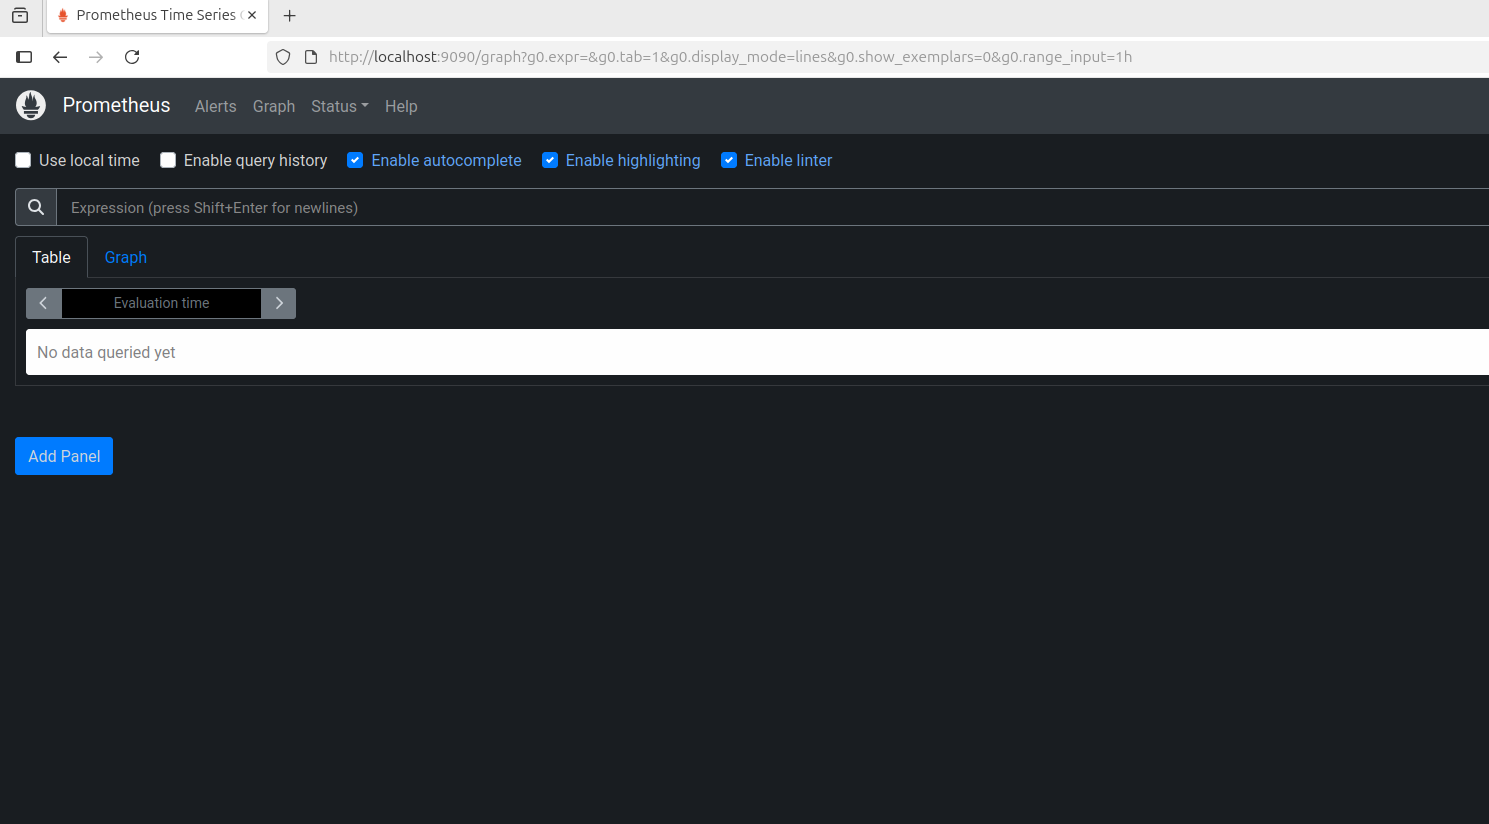 Prometheus Time Series
http://localhost:9090/graph?g0.expr=&g0.tab=1&g0.display_mode=lines&g0.show_exemplars=0&g0.range_input=1h
Prometheus Alerts Graph Status Help
Use local time Enable query history Enable autocomplete Enable highlighting Enable linter
Expression (press Shift+Enter for newlines)
Table Graph
Evaluation time
No data queried yet
Add Panel